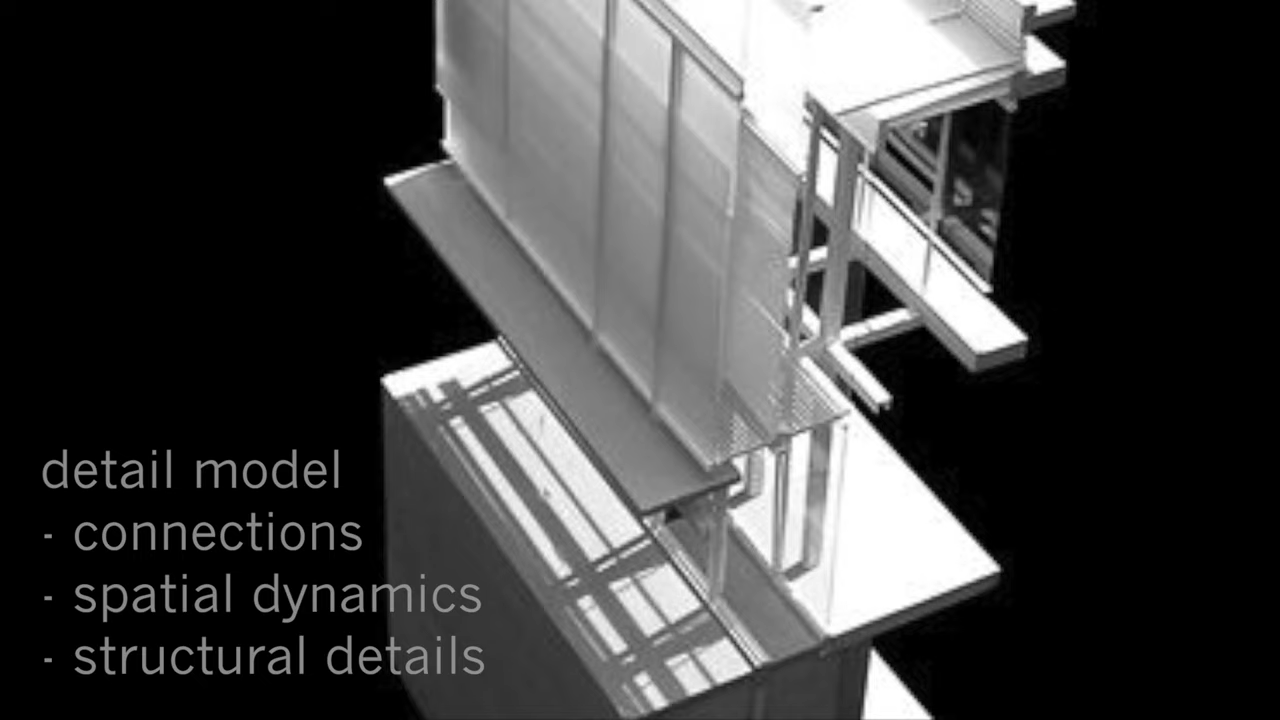 detail model
- connections
- spatial dynamics
- structural details